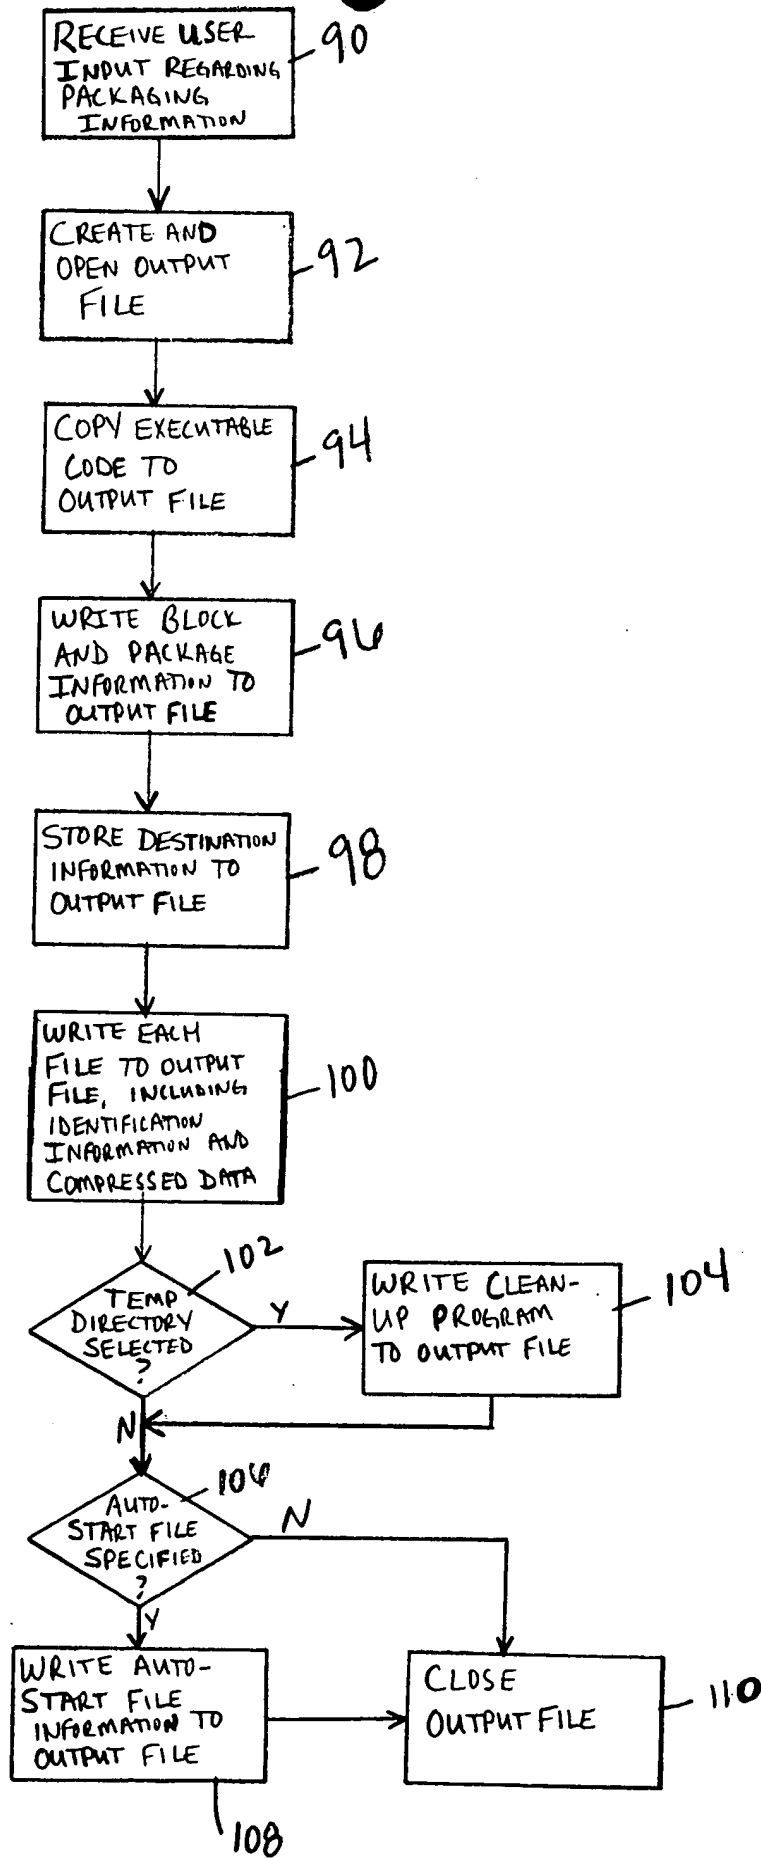 RECEIVE USER
INPUT REGARDING
PACKAGING
INFORMATION
90
CREATE AND
OPEN OUTPUT
FILE
92
COPY EXECUTABLE
CODE TO
OUTPUT FILE
94
WRITE BLOCK
AND PACKAGE
INFORMATION TO
OUTPUT FILE
96
STORE DESTINATION
INFORMATION TO
OUTPUT FILE
98
WRITE EACH
FILE TO OUTPUT
FILE, INCLUDING
IDENTIFICATION
INFORMATION AND
COMPRESSED DATA
100
102
TEMP
DIRECTORY
SELECTED
?
Y
WRITE CLEAN-
UP PROGRAM
TO OUTPUT FILE
104
N
106
AUTO-
START FILE
SPECIFIED
?
N
Y
WRITE AUTO-
START FILE
INFORMATION TO
OUTPUT FILE
108
CLOSE
OUTPUT FILE
110